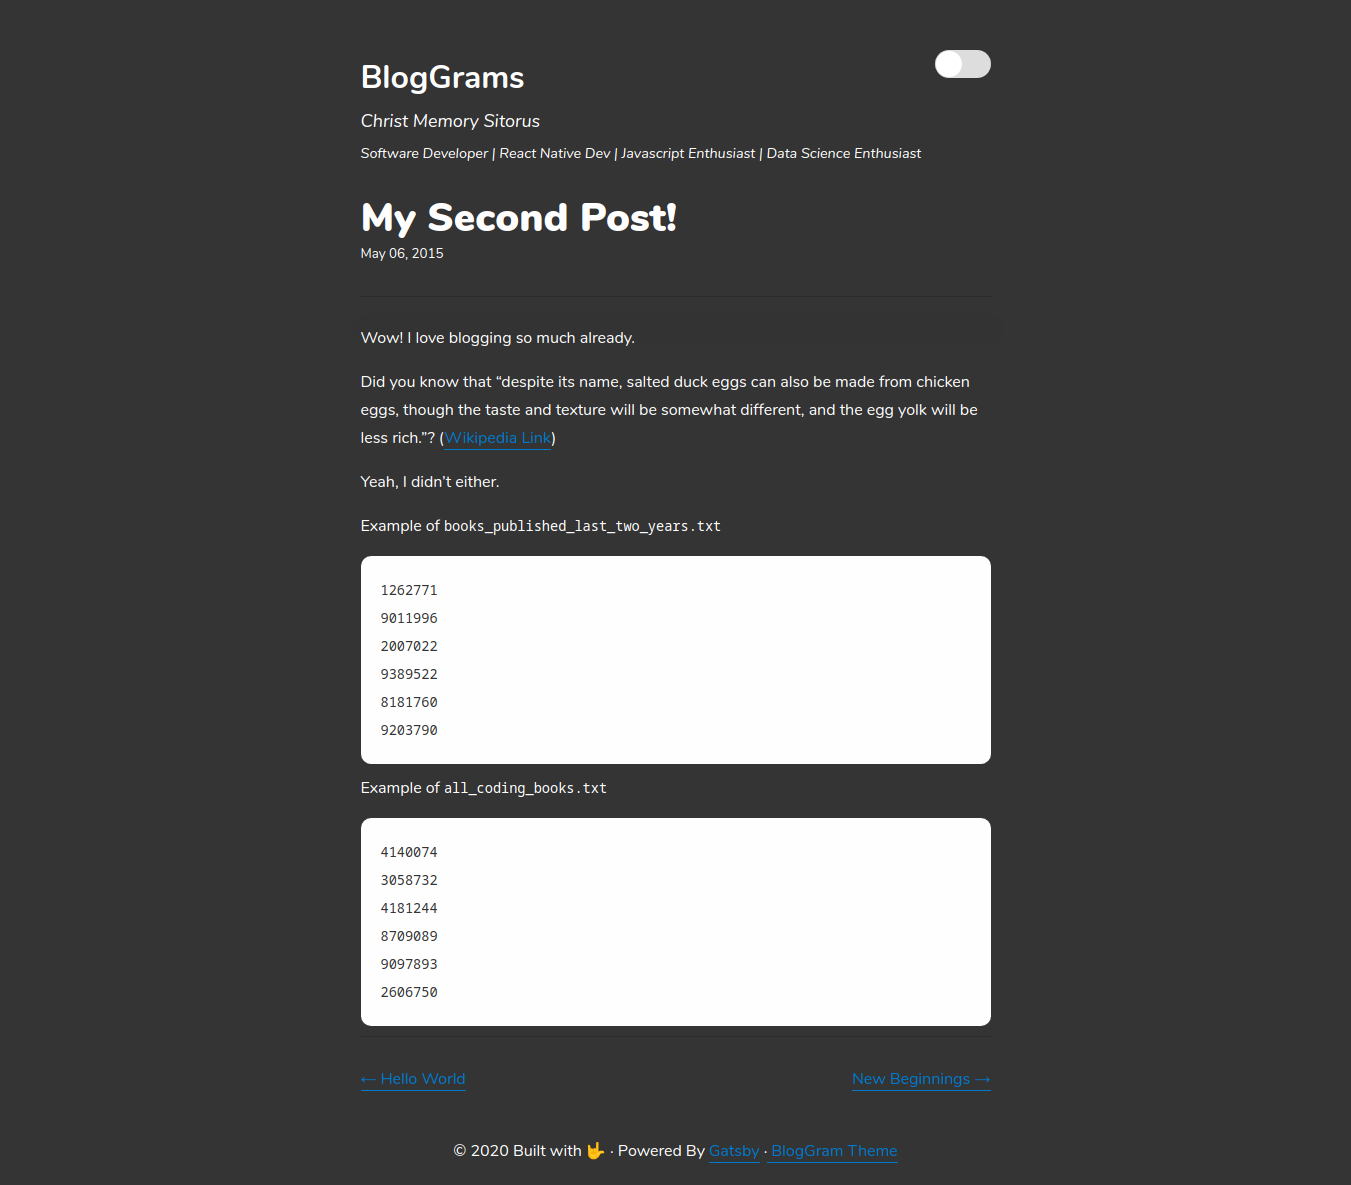 BlogGrams
Christ Memory Sitorus
Software Developer | React Native Dev | Javascript Enthusiast | Data Science Enthusiast
My Second Post!
May 06, 2015
Wow! I love blogging so much already.
Did you know that “despite its name, salted duck eggs can also be made from chicken
eggs, though the taste and texture will be somewhat different, and the egg yolk will be
less rich.”? (Wikipedia Link)
Yeah, I didn’t either.
Example of books_published_last_two_years.txt
1262771
9011996
2007022
9389522
8181760
9203790
Example of all_coding_books.txt
4140074
3058732
4181244
8709089
9097893
2606750
← Hello World
New Beginnings →
© 2020 Built with 🤟 · Powered By Gatsby · BlogGram Theme